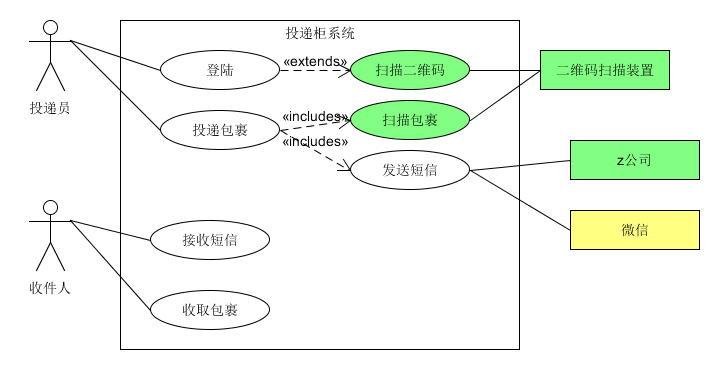 投递柜系统
登陆
«extends»
扫描二维码
二维码扫描装置
投递员
投递包裹
«includes»
扫描包裹
«includes»
发送短信
z公司
微信
接收短信
收件人
收取包裹